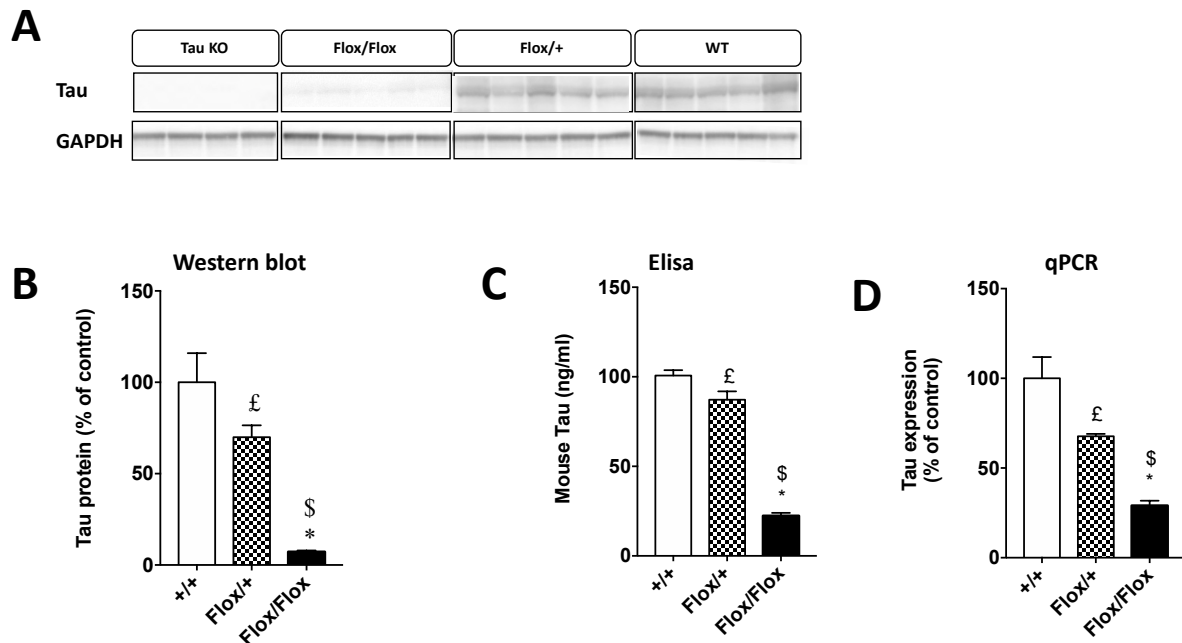 A
Tau KO Flox/Flox Flox/+ WT
Tau
GAPDH
B
Western blot
Tau protein (% of control)
150
100
50
0
£
$
*
+/+
Flox/+
Flox/Flox
C
Elisa
Mouse Tau (ng/ml)
150
100
50
0
£
$
*
+/+
Flox/+
Flox/Flox
D
qPCR
Tau expression
(% of control)
150
100
50
0
£
$
*
+/+
Flox/+
Flox/Flox